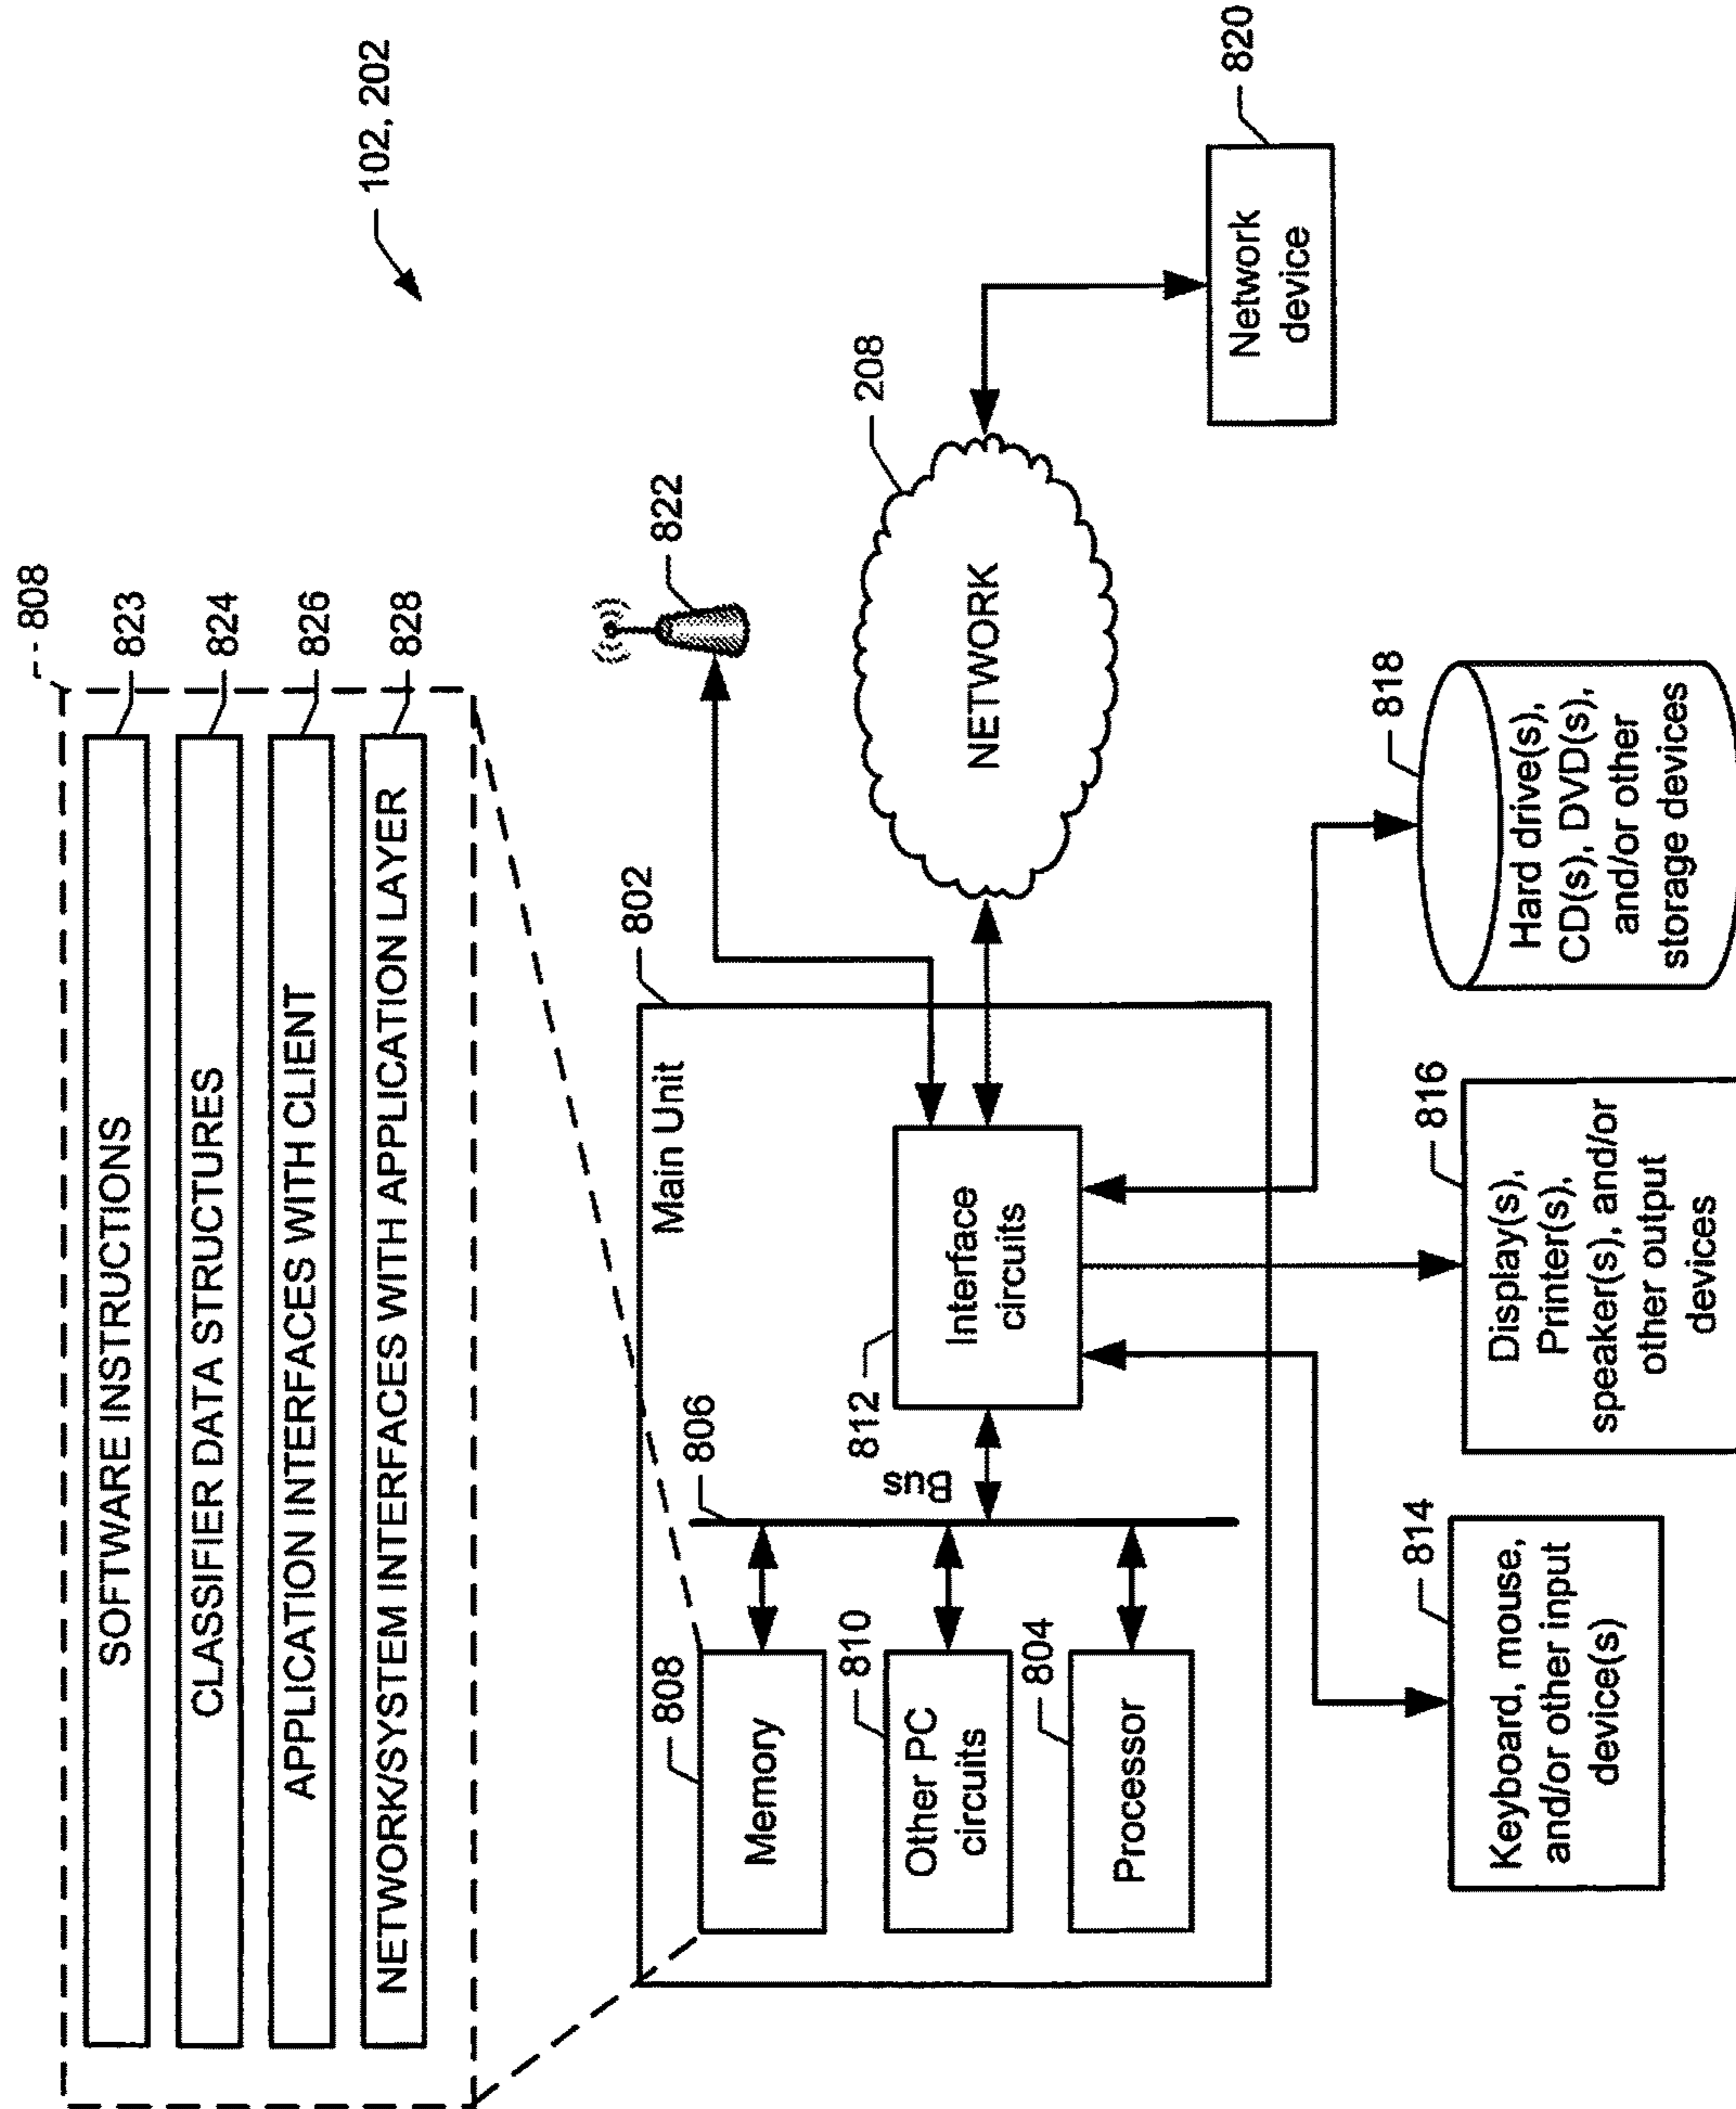 808
SOFTWARE INSTRUCTIONS
823
CLASSIFIER DATA STRUCTURES
824
APPLICATION INTERFACES WITH CLIENT
826
NETWORK/SYSTEM INTERFACES WITH APPLICATION LAYER
828
102, 202
802
Main Unit
808
Memory
810
Other PC
circuits
804
Processor
806
Bus
812
Interface
circuits
822
208
NETWORK
820
Network
device
814
Keyboard, mouse,
and/or other input
device(s)
816
Display(s),
Printer(s),
speaker(s), and/or
other output
devices
818
Hard drive(s),
CD(s), DVD(s),
and/or other
storage devices